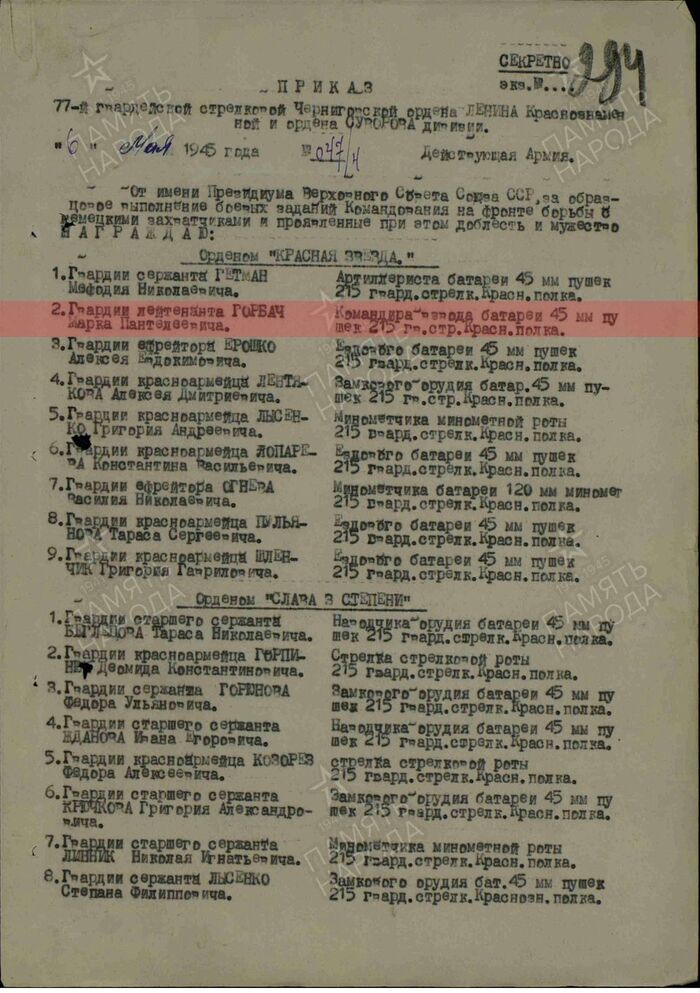 СЕКРЕТНО
экз.№...
294
ПРИКАЗ
77-й гвардейской стрелковой Черниговской ордена ЛЕНИНА Краснознамен
ной и ордена СУВОРОВА дивизии.
"6" Мая 1945 года № 077/н Действующая Армия.
От имени Президиума Верховного Совета Союза ССР, за образ-
цовое выполнение боевых заданий Командования на фронте борьбы с
немецкими захватчиками и проявленные при этом доблесть и мужество
НАГРАЖДАЮ:
Орденом "КРАСНАЯ ЗВЕЗДА."
1. Гвардии сержанта ГЕТМАН Артиллериста батареи 45 мм пушек
Мефодия Николаевича. 215 гвард.стрелк.Красн.полка.
2. Гвардии лейтенанта ГОРБАЧ Командира взвода батареи 45 мм пу
Марка Пантелеевича. шек 215 гв.стр.Красн.полка.
3. Гвардии ефрейтора ЕРОШКО Ездового батареи 45 мм пушек
Алексея Евдокимовича. 215 гвард.стрелк.Красн.полка.
4. Гвардии красноармейца ЛЕНТЯ- Замкового орудия батар.45 мм пу-
КОВА Алексея Дмитриевича. шек 215 гв.стр.Красн.полка.
5. Гвардии красноармейца ЛЫСЕН- Минометчика минометной роты
КО Григория Андреевича. 215 гвард.стрелк.Красн.полка.
6. Гвардии красноармейца ЛОПАРЕ- Ездового батареи 45 мм пушек
ВА Константина Васильевича. 215 гвард.стрелк.Красн.полка.
7. Гвардии ефрейтора ОГНЕВА Минометчика батареи 120 мм миномет
Василия Николаевича. 215 гвард.стрелк.Красн.полка.
8. Гвардии красноармейца ПУЛЬЯ- Ездового батареи 45 мм пушек
НОВА Тараса Сергеевича. 215 гвард.стрелк.Красн.полка.
9. Гвардии красноармейца ШЛЕН- Ездового батареи 45 мм пушек
ЧИК Григория Гавриловича. 215 гвард.стрелк.Красн.полка.
Орденом "СЛАВА 3 СТЕПЕНИ"
1. Гвардии старшего сержанта Наводчика орудия батареи 45 мм пу
Тараса Николаевича. шек 215 гвард.стрелк.Красн.полка.
2. Гвардии красноармейца ГОРПИ- Стрелка стрелковой роты
Деомида Константиновича. 215 гвард.стрелк.Красн.полка.
3. Гвардии сержанта ГОРЮНОВА Замкового орудия батареи 45 мм пу
Федора Ульяновича. шек 215 гвард.стрелк.Красн.полка.
4. Гвардии старшего сержанта Наводчика орудия батареи 45 мм пу
ЖДАНОВА Ивана Егоровича. шек 215 гвард.стрелк.Красн.полка.
5. Гвардии красноармейца КОЗОРЕЗ стрелка стрелковой роты
Федора Алексеевича. 215 гвард.стрелк.Красн.полка.
6. Гвардии старшего сержанта Замкового орудия батареи 45 мм пу
КРЮЧКОВА Григория Александро- шек 215 гвард.стрелк.Красн.полка.
вича.
7. Гвардии старшего сержанта Минометчика минометной роты
ЛИННИК Николая Игнатьевича. 215 гвард.стрелк.Красн.полка.
8. Гвардии сержанта ЛЫСЕНКО Замкового орудия бат.45 мм пушек
Степана Филипповича. 215 гвард.стрелк.Краснозн.полка.
ПАМЯТЬ НАРОДА